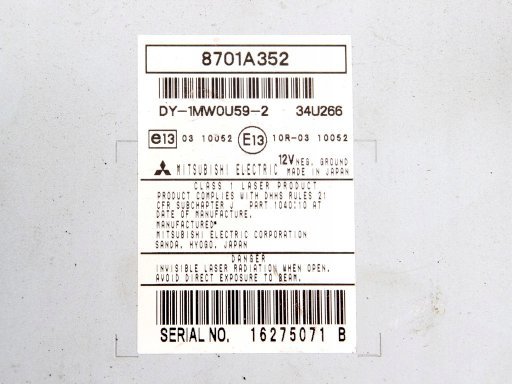 8701A352
DY-1MW0U59-2 34U266
e13 03 10052 E13 10R-03 10052
MITSUBISHI ELECTRIC 12V NEG. GROUND
MADE IN JAPAN
CLASS 1 LASER PRODUCT
PRODUCT COMPLIES WITH DHHS RULES 21
CFR SUBCHAPTER J PART 1040:10 AT
DATE OF MANUFACTURE.
MANUFACTURED*
MITSUBISHI ELECTRIC CORPORATION
SANDA, HYOGO, JAPAN
DANGER
INVISIBLE LASER RADIATION WHEN OPEN.
AVOID DIRECT EXPOSURE TO BEAM.
SERIAL NO. 16275071 B